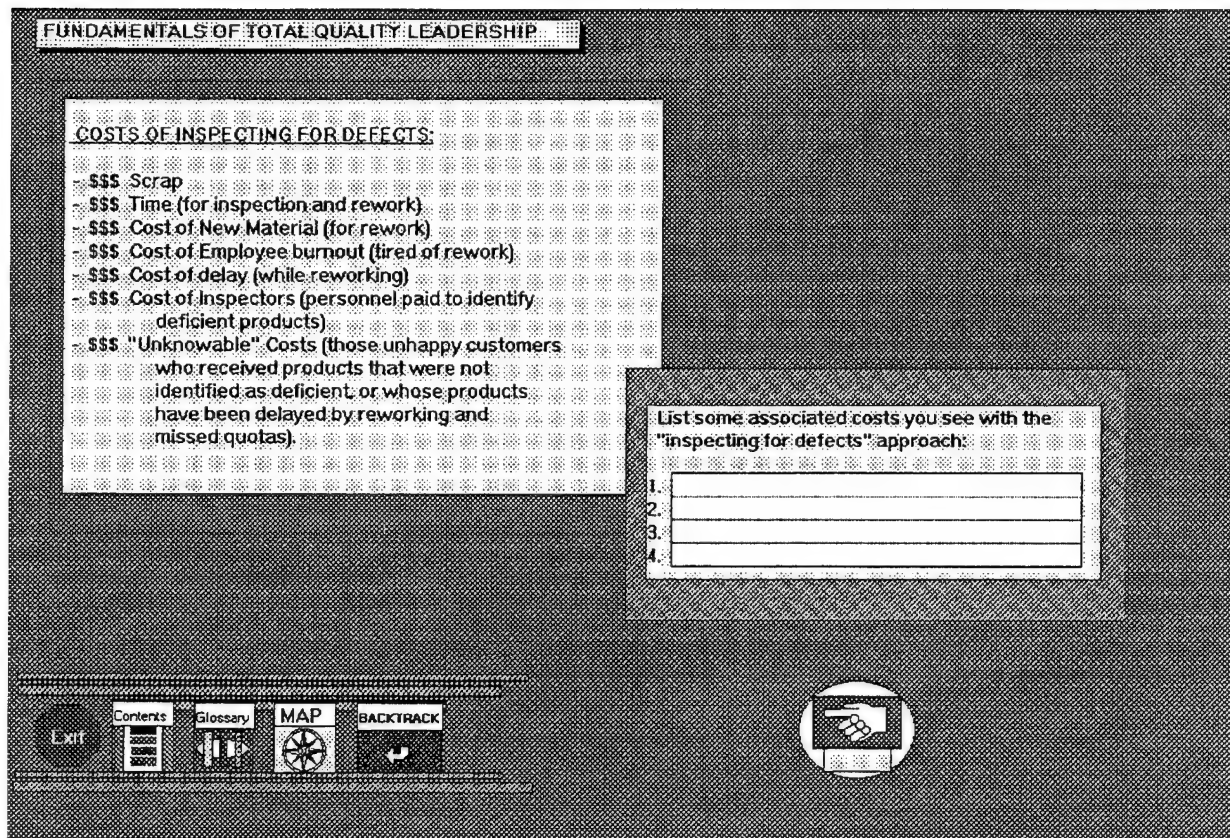 FUNDAMENTALS OF TOTAL QUALITY LEADERSHIP
COSTS OF INSPECTING FOR DEFECTS:
- $$$ Scrap
- $$$ Time (for inspection and rework)
- $$$ Cost of New Material (for rework)
- $$$ Cost of Employee burnout (tired of rework)
- $$$ Cost of delay (while reworking)
- $$$ Cost of Inspectors (personnel paid to identify
deficient products)
- $$$ "Unknowable" Costs (those unhappy customers
who received products that were not
identified as deficient, or whose products
have been delayed by reworking and
missed quotas).
List some associated costs you see with the
"inspecting for defects" approach:
1.
2.
3.
4.
Exit
Contents
Glossary
MAP
BACKTRACK